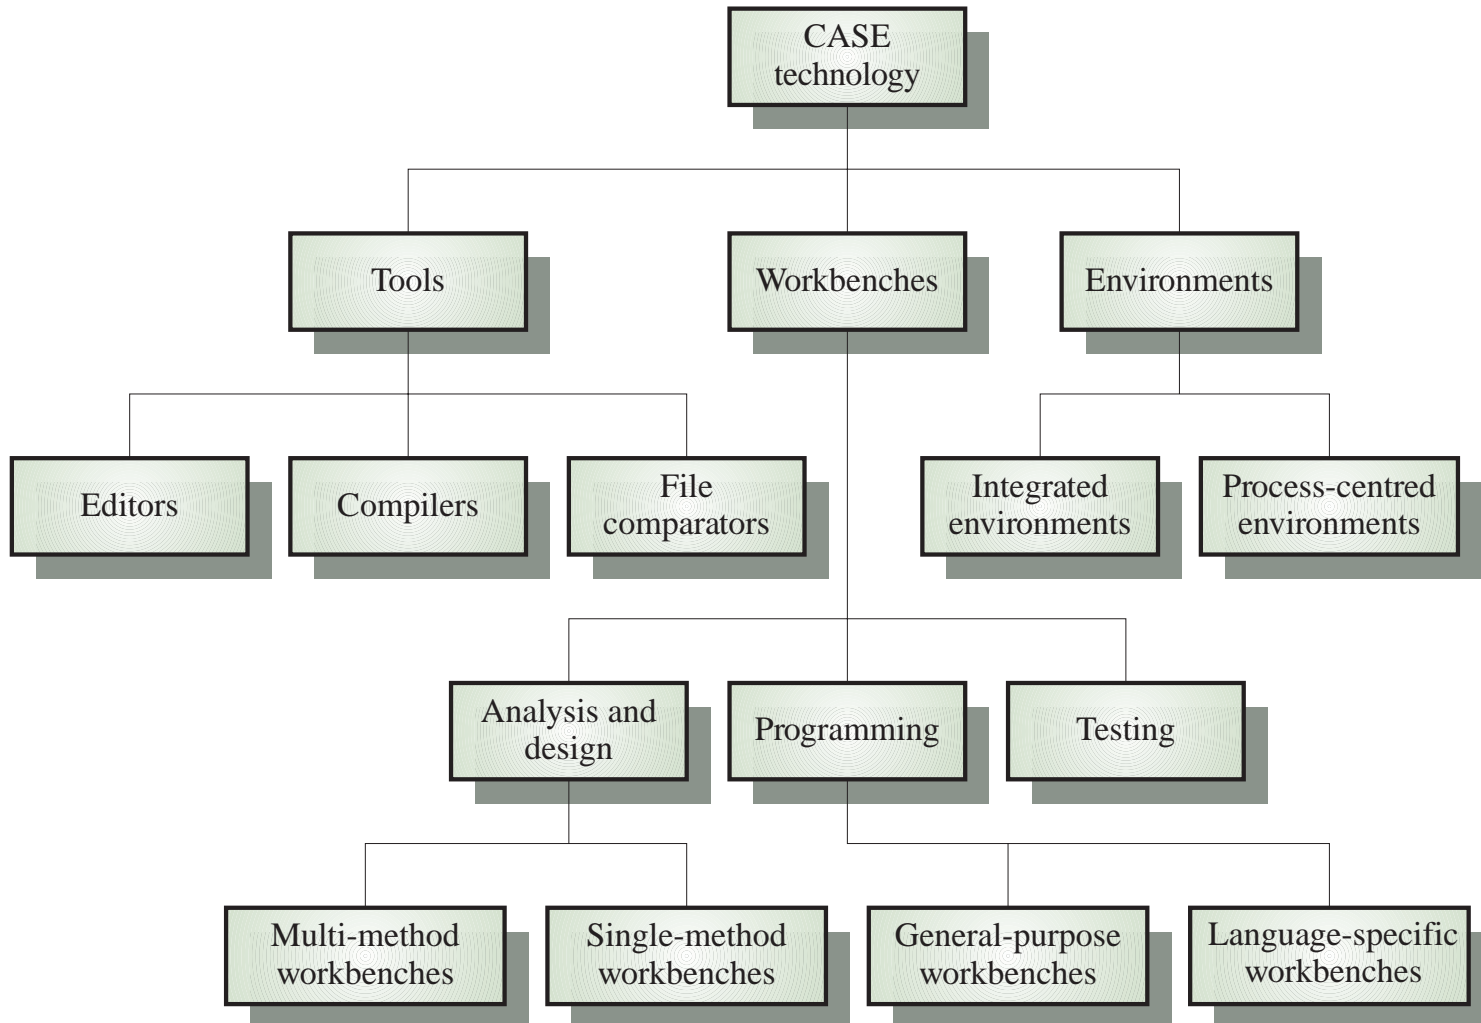 CASE
technology
Tools
Workbenches
Environments
Editors
Compilers
File
comparators
Integrated
environments
Process-centred
environments
Analysis and
design
Programming
Testing
Multi-method
workbenches
Single-method
workbenches
General-purpose
workbenches
Language-specific
workbenches